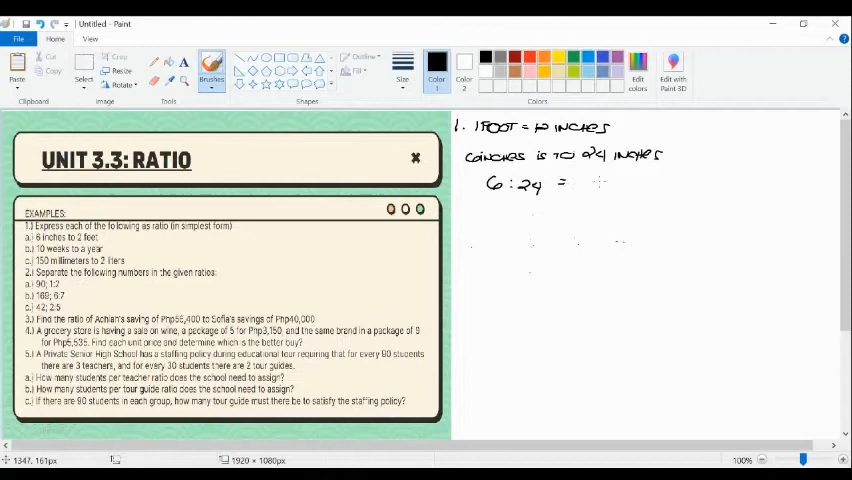 Untitled - Paint
File
Home
View
Paste
Cut
Copy
Clipboard
Select
Crop
Resize
Rotate
Image
A
Tools
Brushes
Outline
Fill
Shapes
Size
Color 1
Color 2
Edit colors
Edit with Paint 3D
Colors
UNIT 3.3: RATIO
EXAMPLES:
1.) Express each of the following as ratio (in simplest form)
a.) 6 inches to 2 feet
b.) 10 weeks to a year
c.) 150 millimeters to 2 liters
2.) Separate the following numbers in the given ratios:
a.) 90; 1:2
b.) 169; 6:7
c.) 42; 2:5
3.) Find the ratio of Achiah's saving of Php56,400 to Sofia's savings of Php40,000
4.) A grocery store is having a sale on wine, a package of 5 for Php3,150, and the same brand in a package of 9
for Php5,535. Find each unit price and determine which is the better buy?
5.) A Private Senior High School has a staffing policy during educational tour requiring that for every 90 students
there are 3 teachers, and for every 30 students there are 2 tour guides.
a.) How many students per teacher ratio does the school need to assign?
b.) How many students per tour guide ratio does the school need to assign?
c.) If there are 90 students in each group, how many tour guide must there be to satisfy the staffing policy?
1. 1 FOOT = 12 INCHES
6 INCHES IS TO 24 INCHES
6 : 24 =
1347, 161px
1920 × 1080px
100%